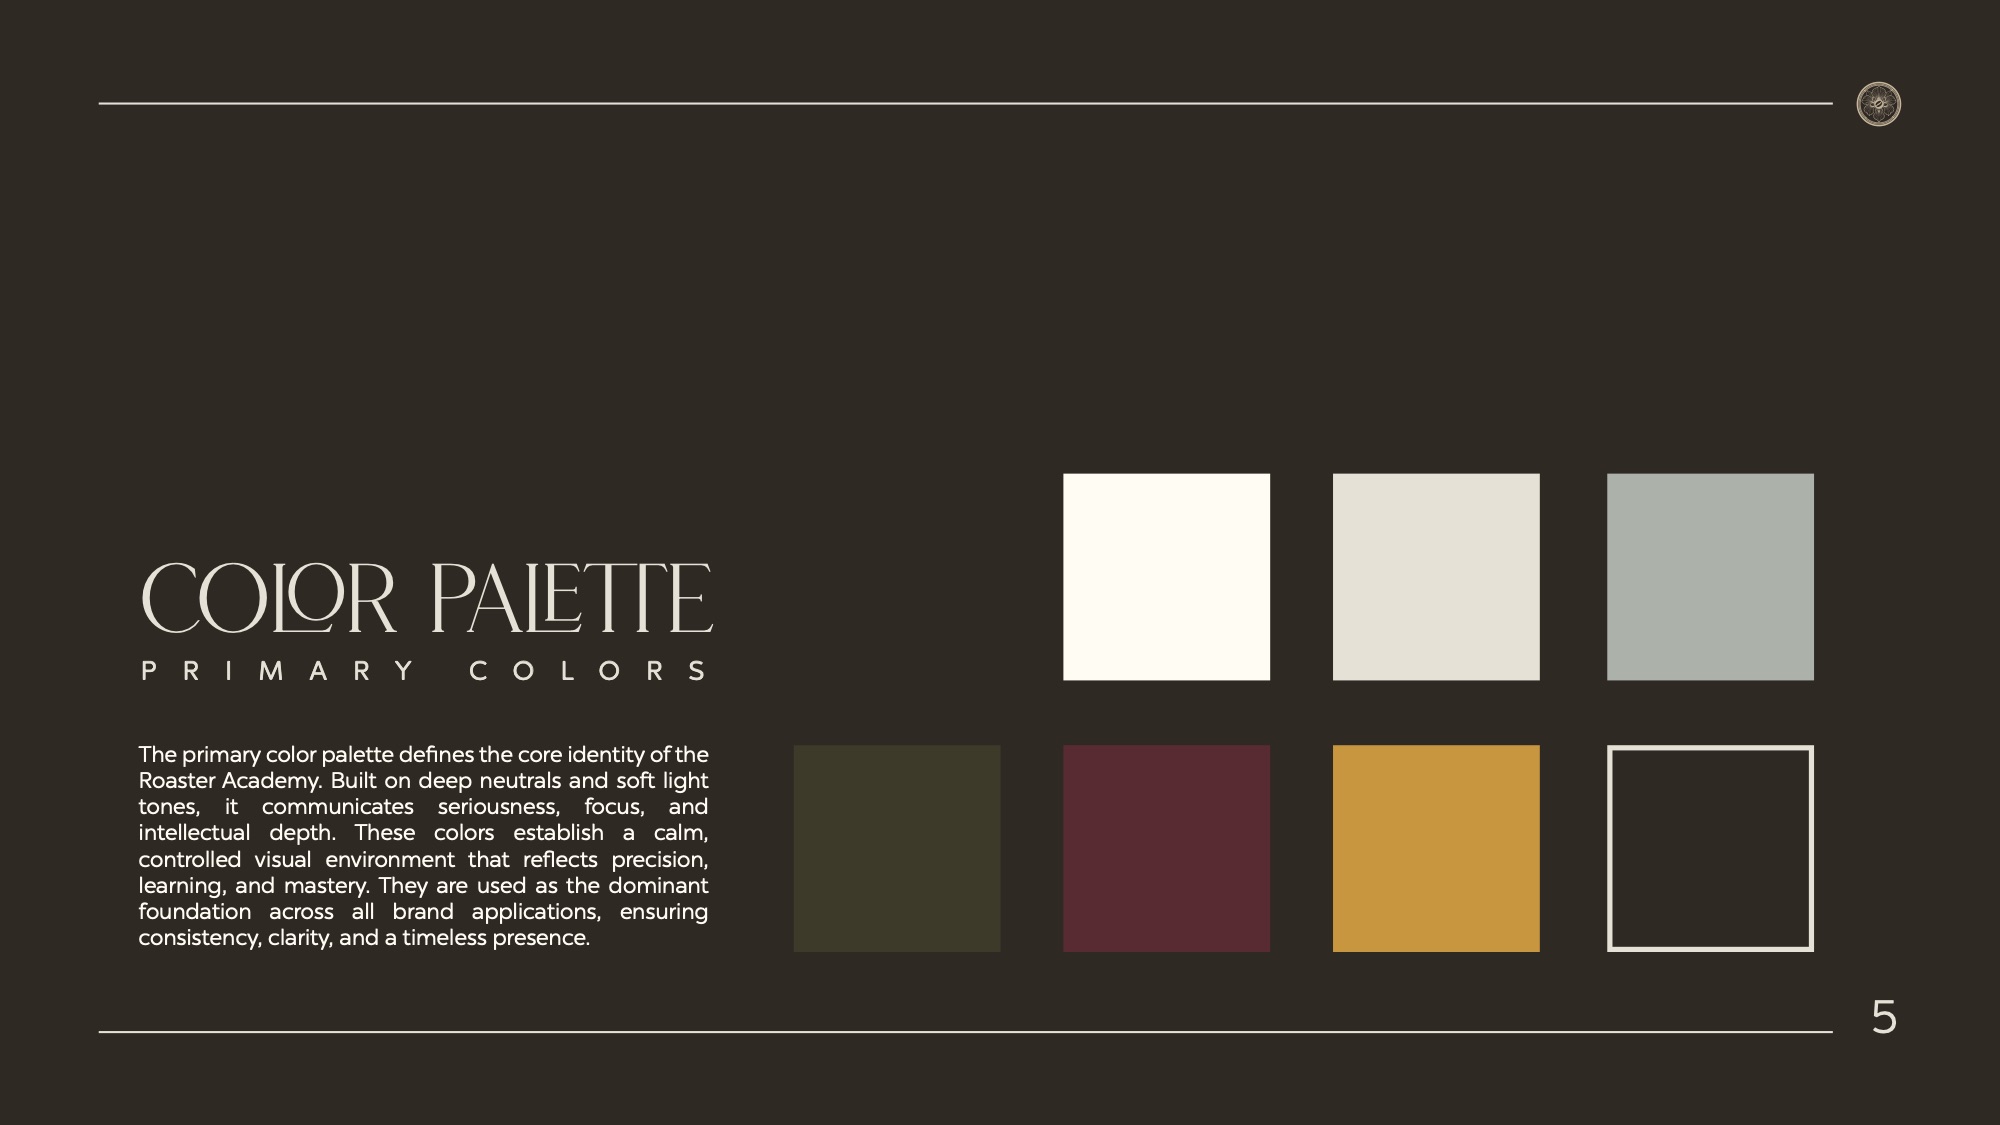 COLOR PALETTE
PRIMARY COLORS
The primary color palette defines the core identity of the
Roaster Academy. Built on deep neutrals and soft light
tones, it communicates seriousness, focus, and
intellectual depth. These colors establish a calm,
controlled visual environment that reflects precision,
learning, and mastery. They are used as the dominant
foundation across all brand applications, ensuring
consistency, clarity, and a timeless presence.
5